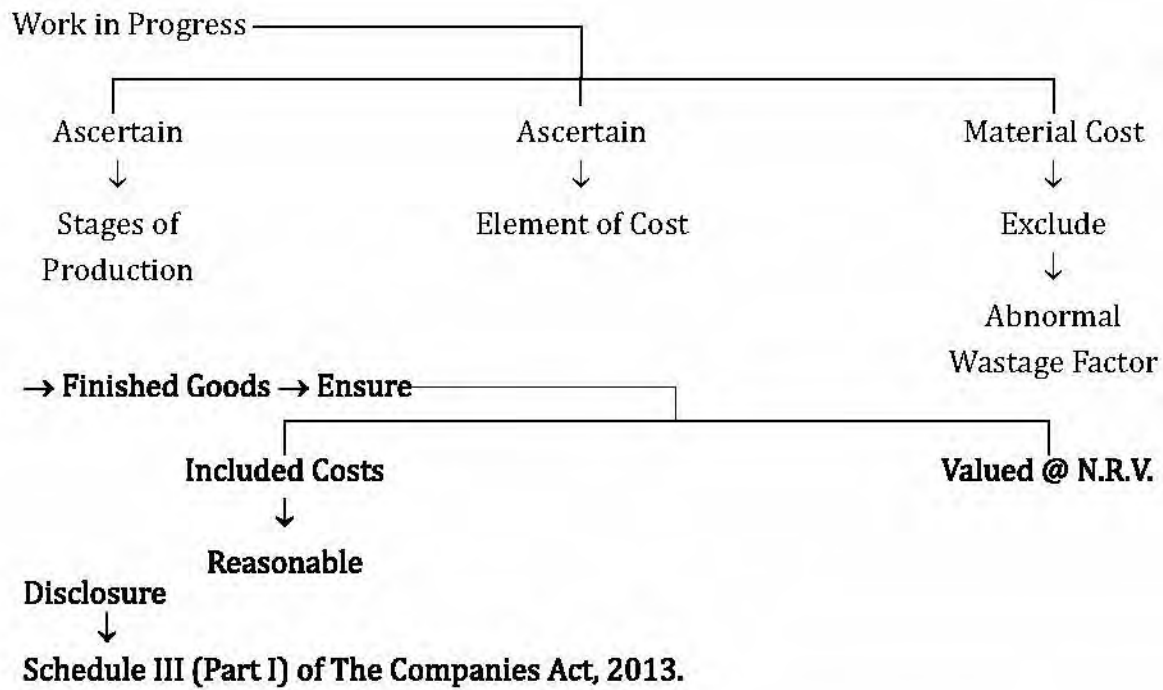 Work in Progress
Ascertain Ascertain Material Cost
↓ ↓ ↓
Stages of Element of Cost Exclude
Production ↓
Abnormal
Wastage Factor
→ Finished Goods → Ensure
Included Costs Valued @ N.R.V.
↓
Reasonable
Disclosure
↓
Schedule III (Part I) of The Companies Act, 2013.